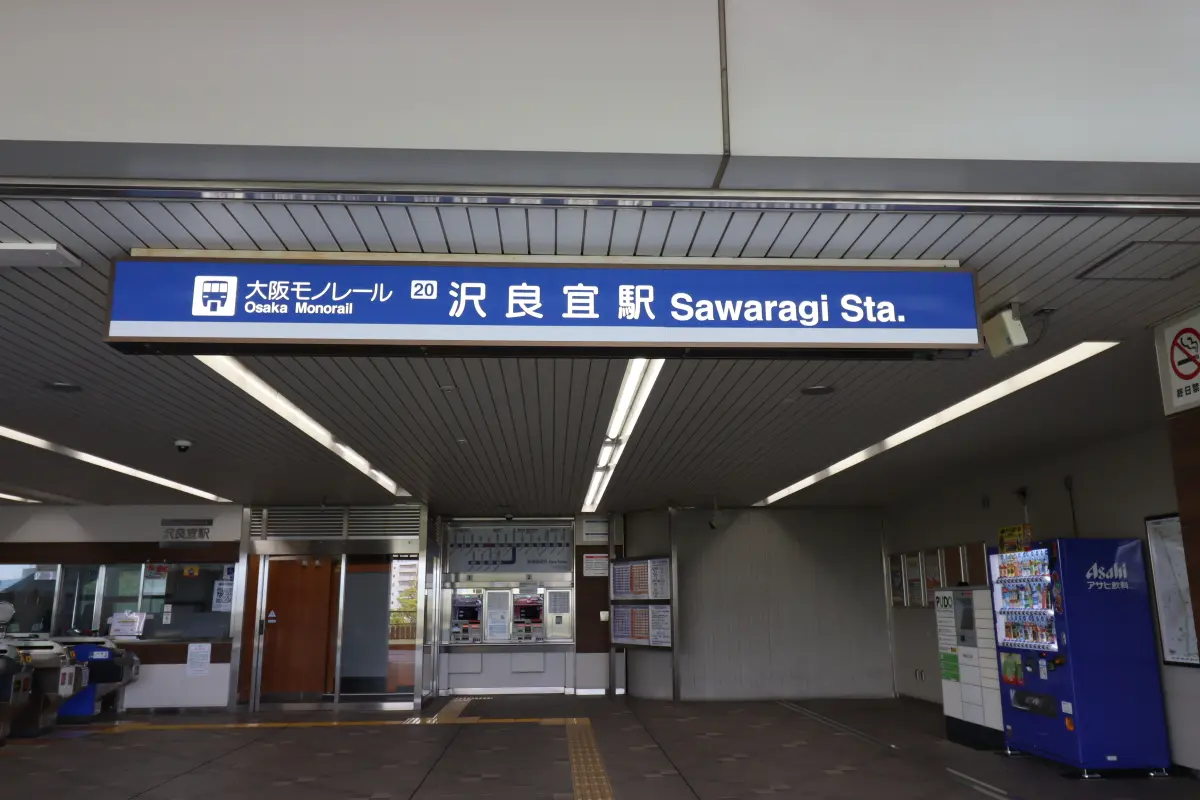 大阪モノレール
Osaka Monorail
20 沢良宜駅 Sawaragi Sta.
沢良宜駅
PUDO
Asahi
アサヒ飲料